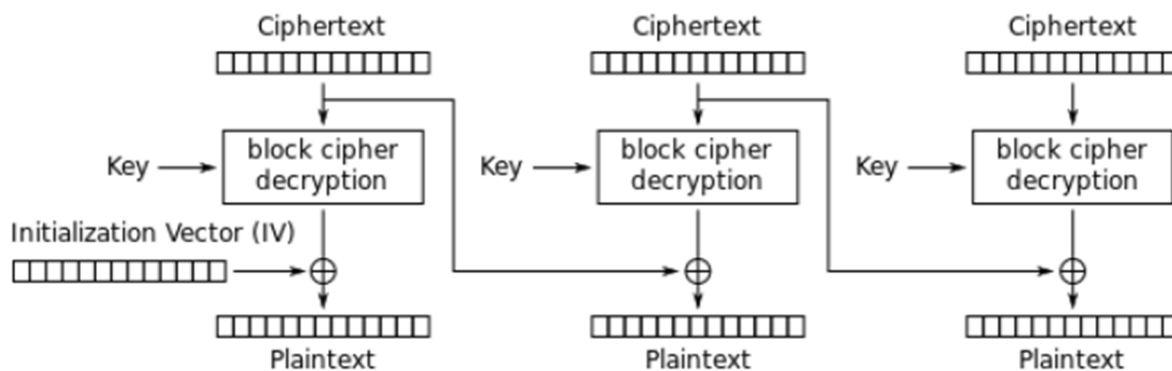 Ciphertext Ciphertext Ciphertext
Key block cipher decryption Key block cipher decryption Key block cipher decryption
Initialization Vector (IV)
Plaintext Plaintext Plaintext